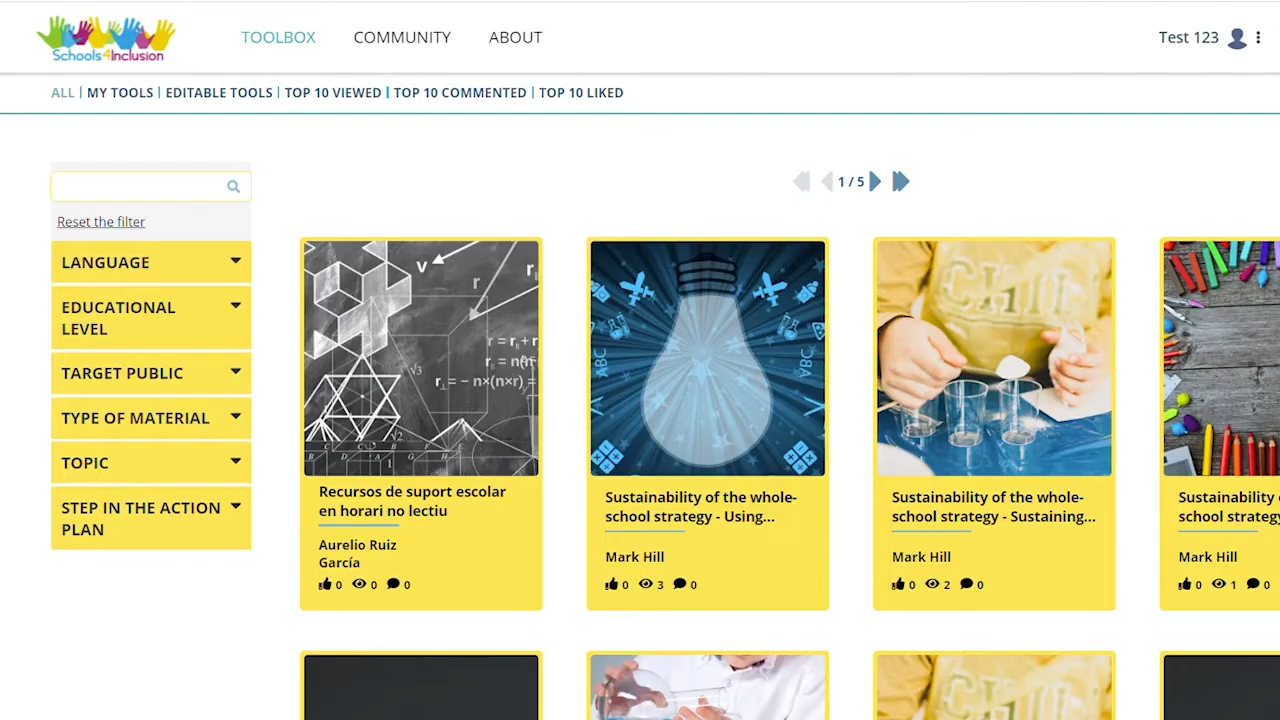 Schools4Inclusion
TOOLBOX COMMUNITY ABOUT
Test 123
ALL | MY TOOLS | EDITABLE TOOLS | TOP 10 VIEWED | TOP 10 COMMENTED | TOP 10 LIKED
1 / 5
Reset the filter
LANGUAGE
EDUCATIONAL
LEVEL
TARGET PUBLIC
TYPE OF MATERIAL
TOPIC
STEP IN THE ACTION
PLAN
Recursos de suport escolar
en horari no lectiu
Aurelio Ruiz
García
0 0 0
Sustainability of the whole-
school strategy - Using...
Mark Hill
0 3 0
Sustainability of the whole-
school strategy - Sustaining...
Mark Hill
0 2 0
Sustainability
school strategy
Mark Hill
0 1 0
ABC
ABC
CHIL